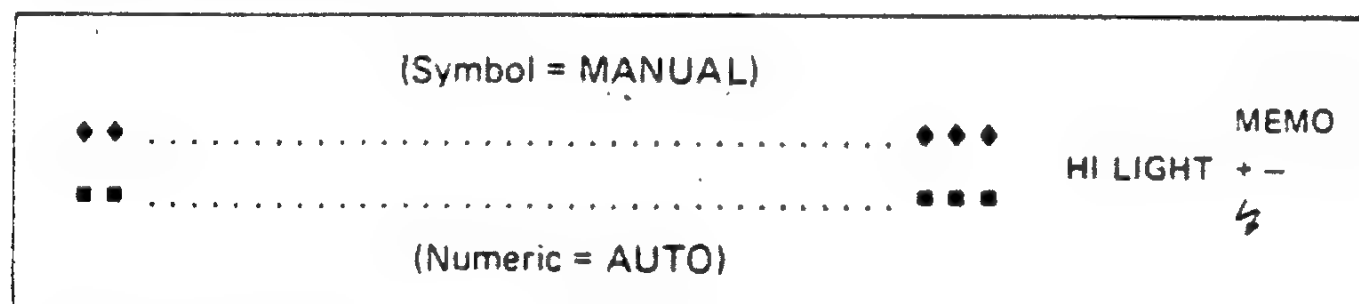 (Symbol = MANUAL)
♦ ♦ ........................................ ♦ ♦ ♦
MEMO
HI LIGHT + −
■ ■ ........................................ ■ ■ ■
(Numeric = AUTO)